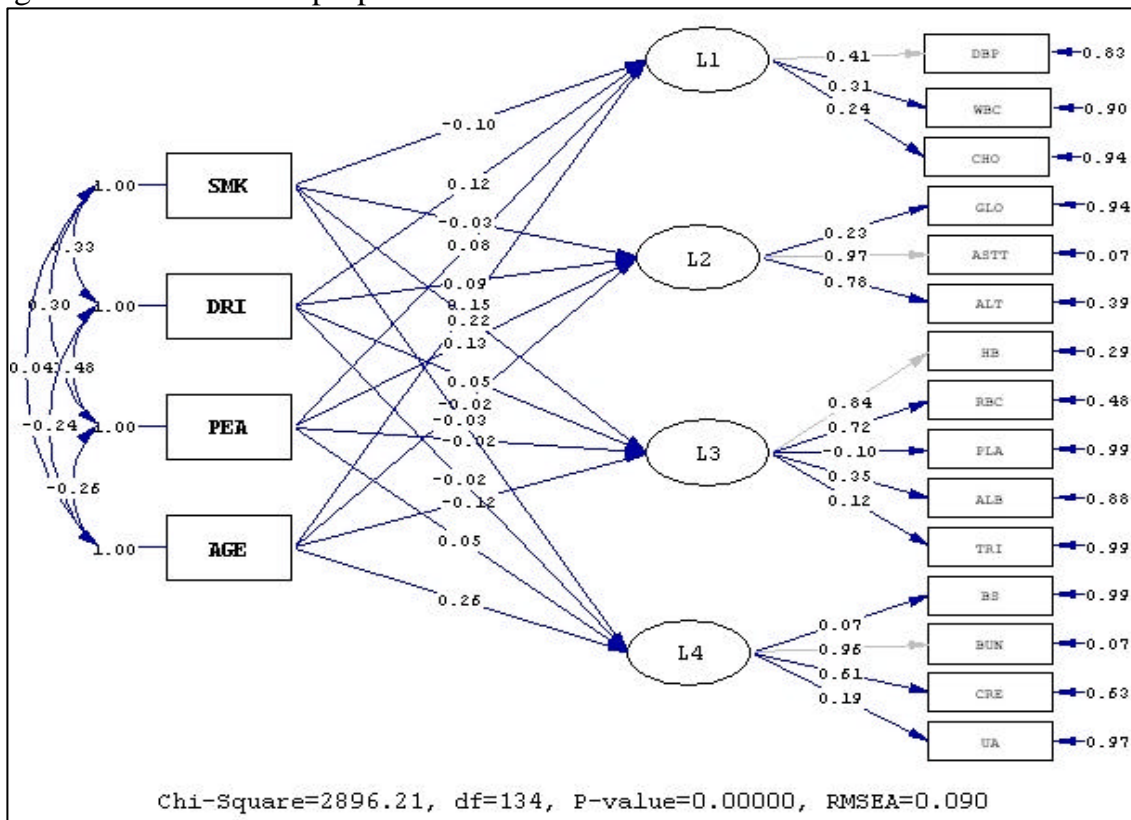 1.00
SMK
1.00
DRI
1.00
PEA
1.00
AGE
0.30
-0.24
-0.26
-0.10
0.12
-0.03
0.08
0.09
0.15
0.22
0.13
0.05
-0.02
-0.03
-0.02
-0.02
-0.12
0.05
0.26
L1
L2
L3
L4
0.41
0.31
0.24
0.23
0.97
0.78
0.84
0.72
-0.10
0.35
0.12
0.07
0.96
0.61
0.19
DBP
0.83
WBC
0.90
CHO
0.94
GLO
0.94
ASTT
0.07
ALT
0.39
HB
0.29
RBC
0.48
PLA
0.99
ALB
0.88
TRI
0.99
BS
0.99
BUN
0.07
CRE
0.63
UA
0.97
Chi-Square=2896.21, df=134, P-value=0.00000, RMSEA=0.090